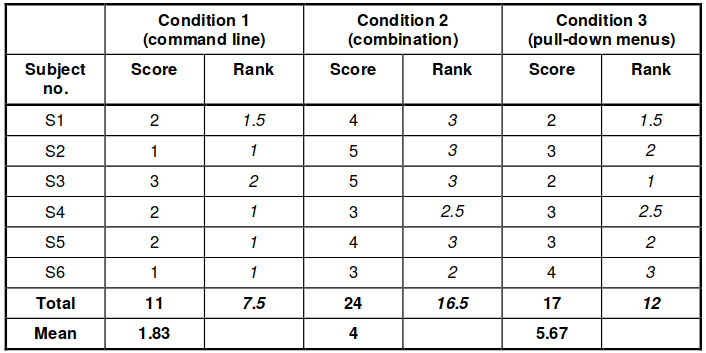 Condition 1 (command line) Condition 2 (combination) Condition 3 (pull-down menus)
Subject no. Score Rank Score Rank Score Rank
S1 2 1.5 4 3 2 1.5
S2 1 1 5 3 3 2
S3 3 2 5 3 2 1
S4 2 1 3 2.5 3 2.5
S5 2 1 4 3 3 2
S6 1 1 3 2 4 3
Total 11 7.5 24 16.5 17 12
Mean 1.83 4 5.67